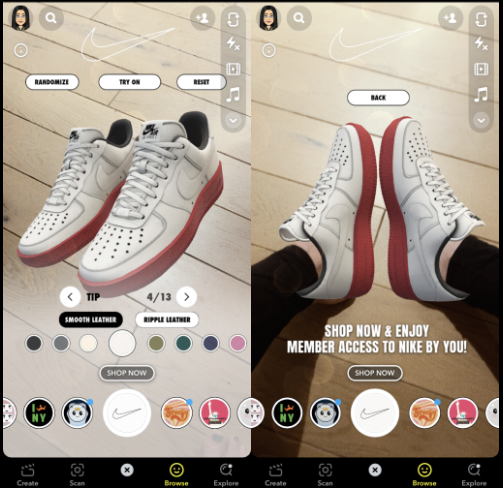 RANDOMIZE
TRY ON
RESET
TIP
4/13
SMOOTH LEATHER
RIPPLE LEATHER
SHOP NOW
I
NY
Create
Scan
Browse
Explore
BACK
SHOP NOW & ENJOY
MEMBER ACCESS TO NIKE BY YOU!
SHOP NOW
I
NY
Create
Scan
Browse
Explore